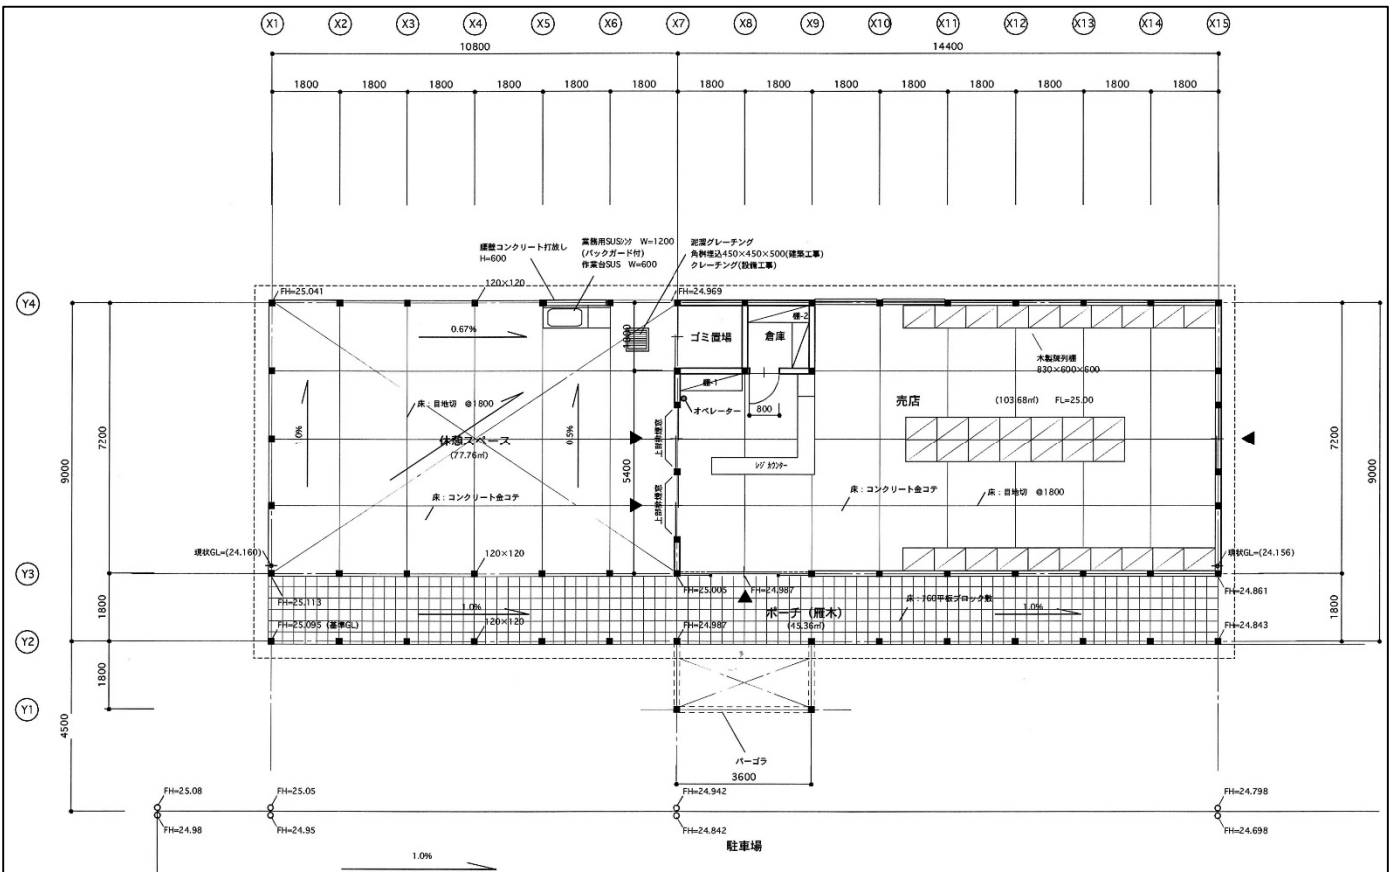 X1 X2 X3 X4 X5 X6 X7 X8 X9 X10 X11 X12 X13 X14 X15
10800 14400
1800 1800 1800 1800 1800 1800 1800 1800 1800 1800 1800 1800 1800 1800
腰壁コンクリート打放し
H=600
業務用SUSシンク W=1200
(バックガード付)
作業台SUS W=600
泥溜グレーチング
角桝埋込450×450×500(建築工事)
グレーチング(設備工事)
Y4
FH=25.041
120×120
FH=24.969
0.67%
1800
ゴミ置場
倉庫
棚-2
木製陳列棚
830×600×600
棚-1
オペレーター
800
売店
(103.68㎡) FL=25.00
床：目地切 @1800
1.0%
0.5%
休憩スペース
(77.76㎡)
上部排煙窓
上部排煙窓
レジカウンター
5400
7200
9000
7200
9000
床：コンクリート金コテ
床：コンクリート金コテ
床：目地切 @1800
現状GL=(24.160)
120×120
現状GL=(24.156)
Y3
FH=25.113
FH=25.005
FH=24.987
FH=24.861
1800
1.0%
ポーチ (雁木)
(45.36㎡)
1.0%
1800
FH=25.095 (基準GL)
120×120
FH=24.987
FH=24.843
Y2
1800
Y1
4500
パーゴラ
3600
FH=25.08
FH=25.05
FH=24.942
FH=24.798
FH=24.98
FH=24.95
FH=24.842
FH=24.698
駐車場
1.0%